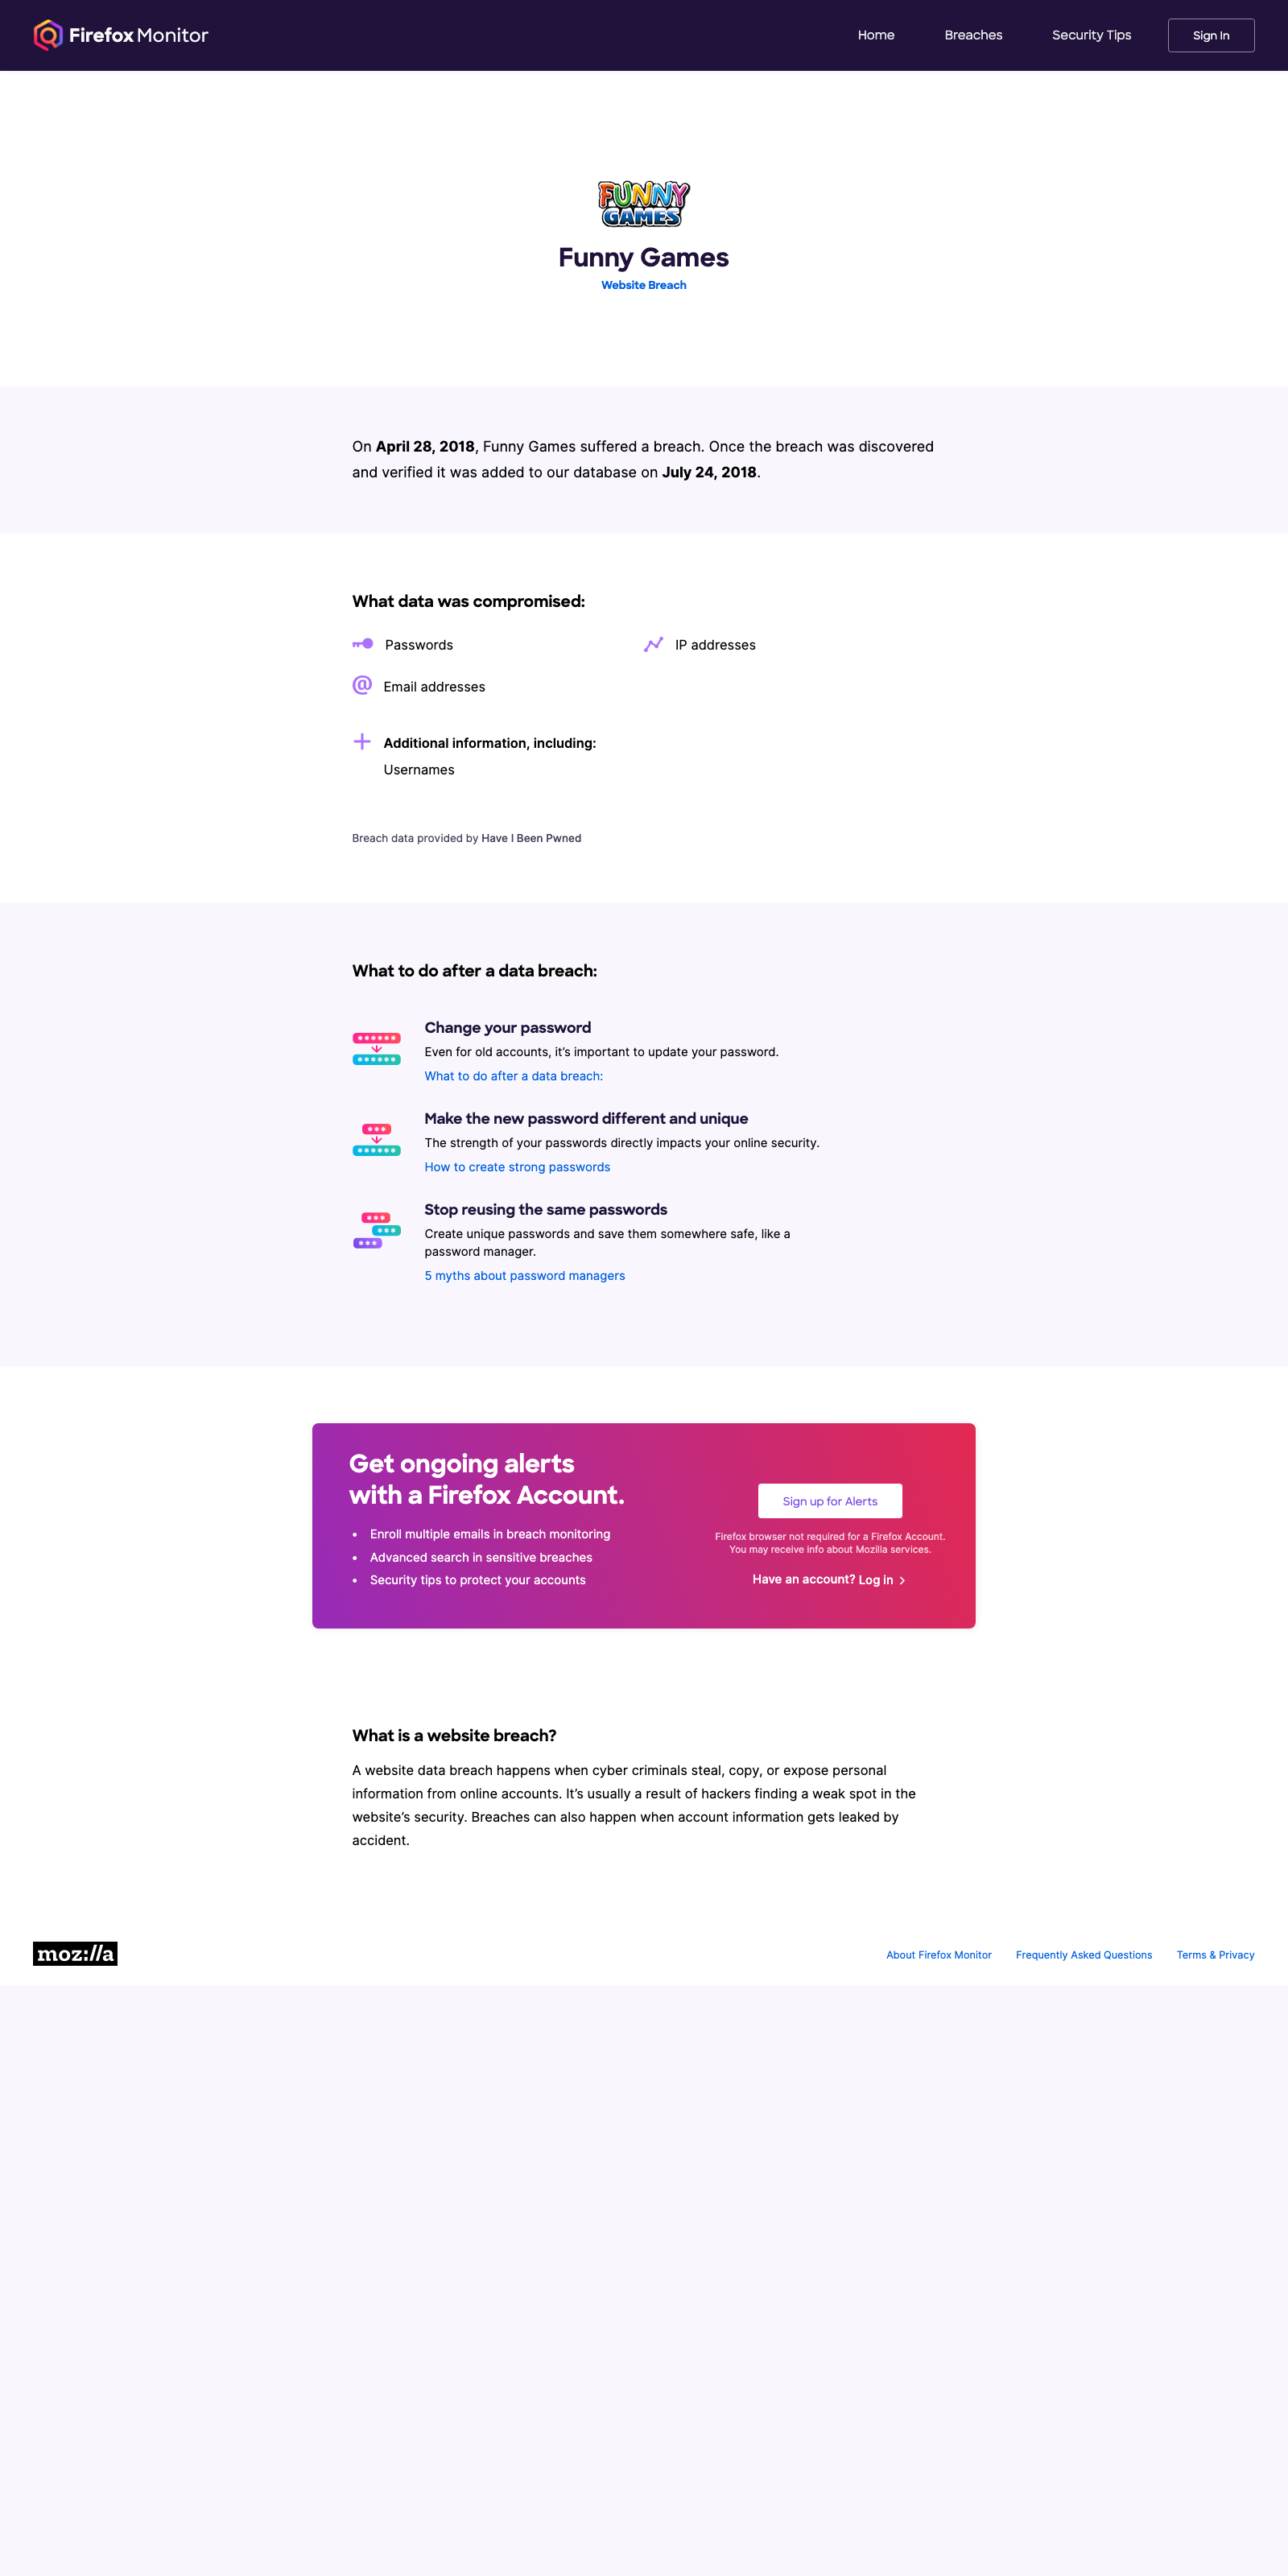 Firefox Monitor
Home
Breaches
Security Tips
Sign In
FUNNY
GAMES
Funny Games
Website Breach
On April 28, 2018, Funny Games suffered a breach. Once the breach was discovered
and verified it was added to our database on July 24, 2018.
What data was compromised:
Passwords
IP addresses
Email addresses
Additional information, including:
Usernames
Breach data provided by Have I Been Pwned
What to do after a data breach:
Change your password
Even for old accounts, it’s important to update your password.
What to do after a data breach:
Make the new password different and unique
The strength of your passwords directly impacts your online security.
How to create strong passwords
Stop reusing the same passwords
Create unique passwords and save them somewhere safe, like a
password manager.
5 myths about password managers
Get ongoing alerts
with a Firefox Account.
• Enroll multiple emails in breach monitoring
• Advanced search in sensitive breaches
• Security tips to protect your accounts
Sign up for Alerts
Firefox browser not required for a Firefox Account.
You may receive info about Mozilla services.
Have an account? Log in
What is a website breach?
A website data breach happens when cyber criminals steal, copy, or expose personal
information from online accounts. It’s usually a result of hackers finding a weak spot in the
website’s security. Breaches can also happen when account information gets leaked by
accident.
moz://a
About Firefox Monitor
Frequently Asked Questions
Terms & Privacy